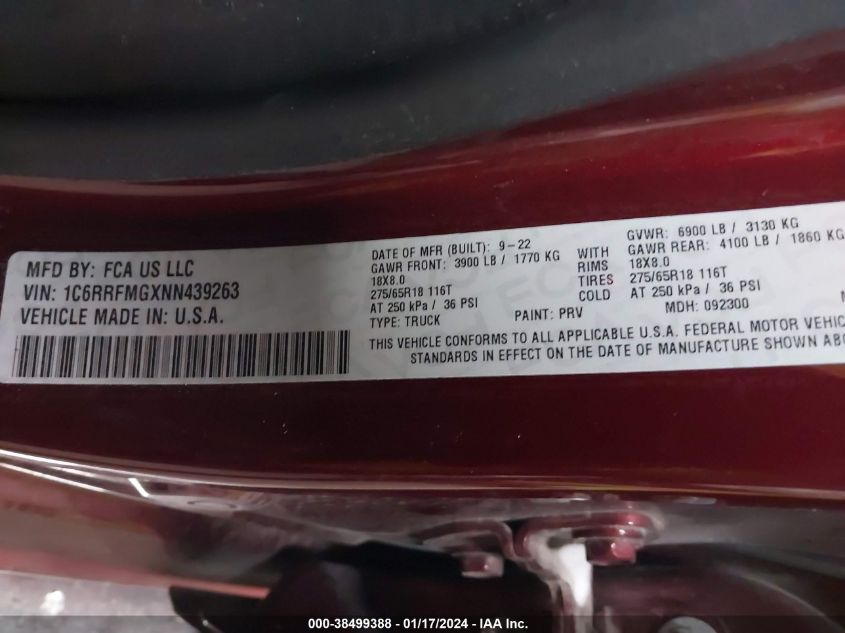 MFD BY: FCA US LLC
VIN: 1C6RRFMGXNN439263
VEHICLE MADE IN: U.S.A.
DATE OF MFR (BUILT): 9-22
GAWR FRONT: 3900 LB / 1770 KG
18X8.0
275/65R18 116T
AT 250 kPa / 36 PSI
TYPE: TRUCK
PAINT: PRV
WITH
RIMS
TIRES
COLD
GVWR: 6900 LB / 3130 KG
GAWR REAR: 4100 LB / 1860 KG
18X8.0
275/65R18 116T
AT 250 kPa / 36 PSI
MDH: 092300
THIS VEHICLE CONFORMS TO ALL APPLICABLE U.S.A. FEDERAL MOTOR VEHIC
STANDARDS IN EFFECT ON THE DATE OF MANUFACTURE SHOWN ABO
000-38499388 - 01/17/2024 - IAA Inc.